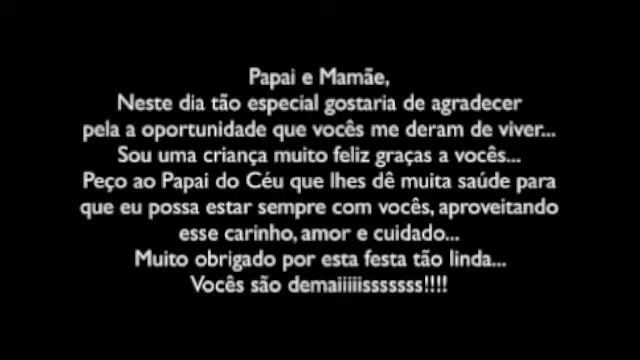 Papai e Mamãe,
Neste dia tão especial gostaria de agradecer
pela a oportunidade que vocês me deram de viver...
Sou uma criança muito feliz graças a vocês...
Peço ao Papai do Céu que lhes dê muita saúde para
que eu possa estar sempre com vocês, aproveitando
esse carinho, amor e cuidado...
Muito obrigado por esta festa tão linda...
Vocês são demaiiiiisssssss!!!!